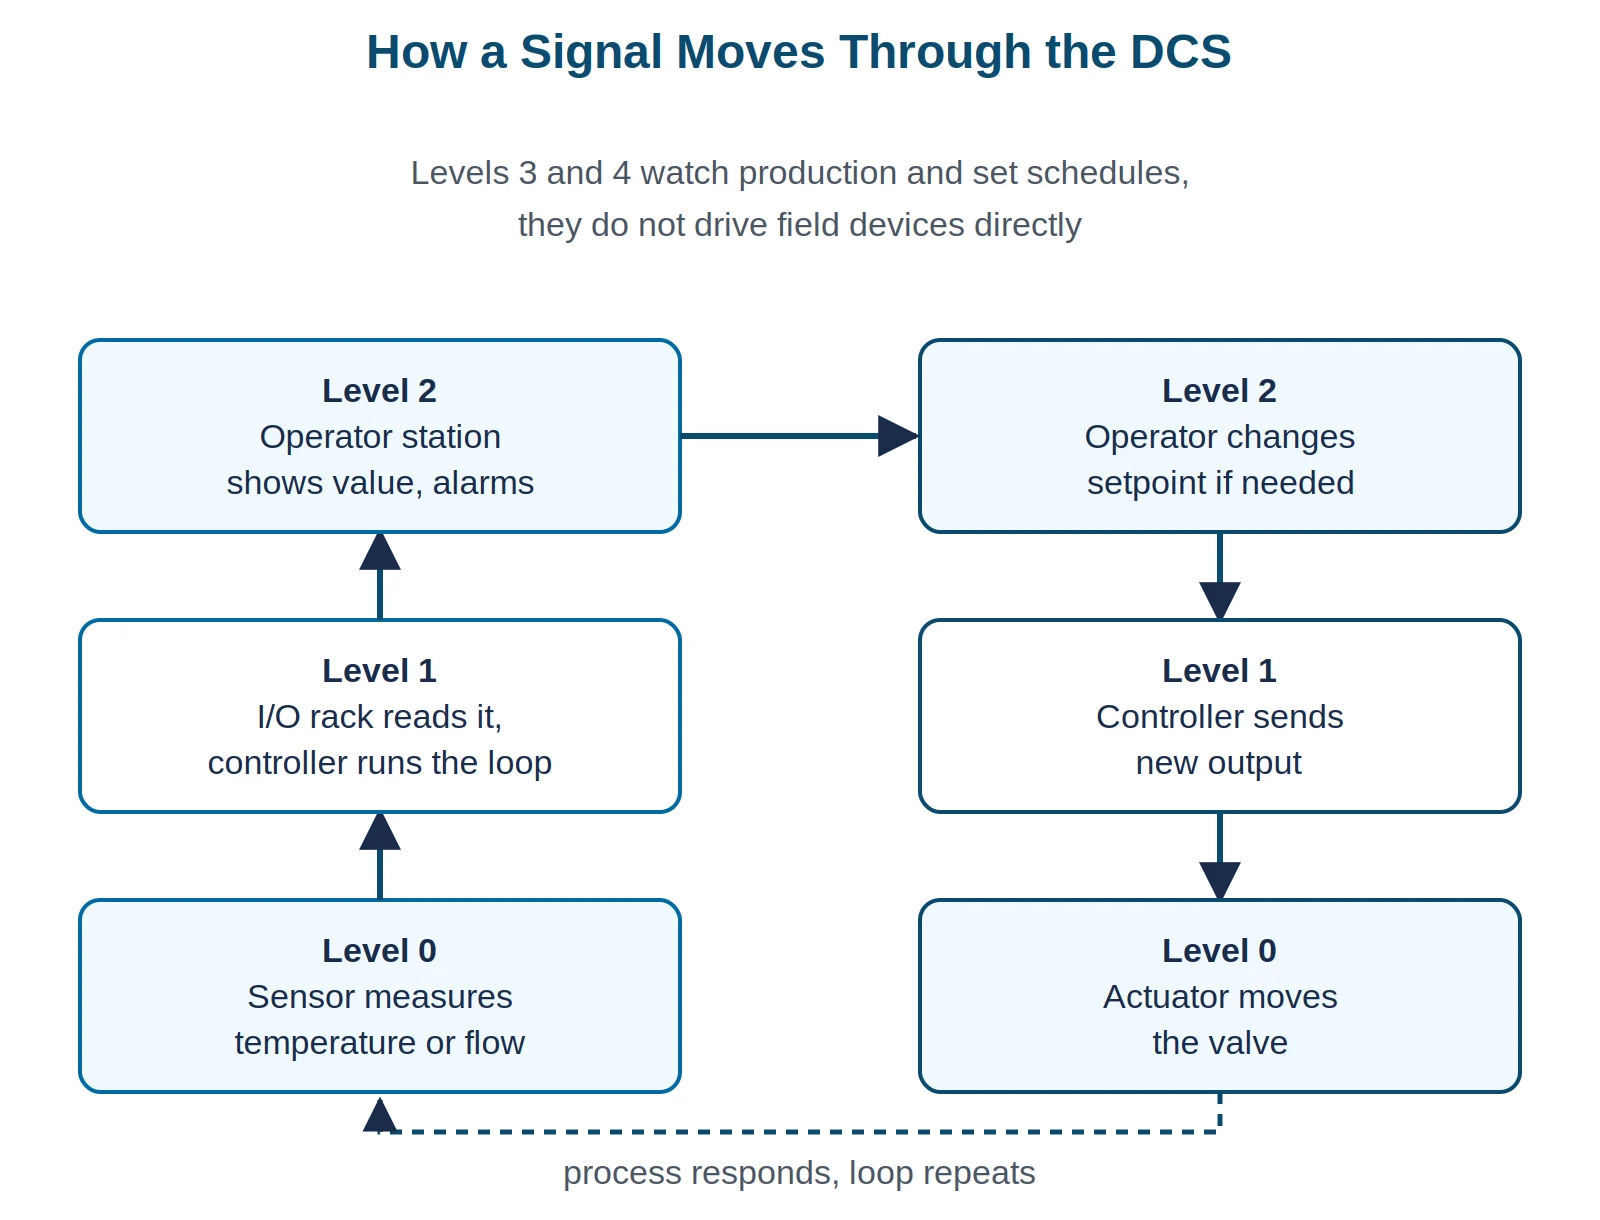 How a Signal Moves Through the DCS
Levels 3 and 4 watch production and set schedules,
they do not drive field devices directly
Level 2
Operator station
shows value, alarms
Level 2
Operator changes
setpoint if needed
Level 1
I/O rack reads it,
controller runs the loop
Level 1
Controller sends
new output
Level 0
Sensor measures
temperature or flow
Level 0
Actuator moves
the valve
process responds, loop repeats